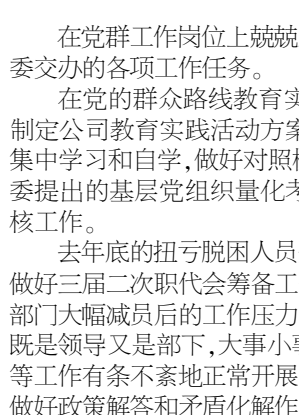 在党群工作岗位上兢兢
委交办的各项工作任务。
在党的群众路线教育实
制定公司教育实践活动方案
集中学习和自学,做好对照检
委提出的基层党组织量化考
核工作。
去年底的扭亏脱困人员
做好三届二次职代会筹备工
部门大幅减员后的工作压力
既是领导又是部下,大事小事
等工作有条不紊地正常开展
做好政策解答和矛盾化解作